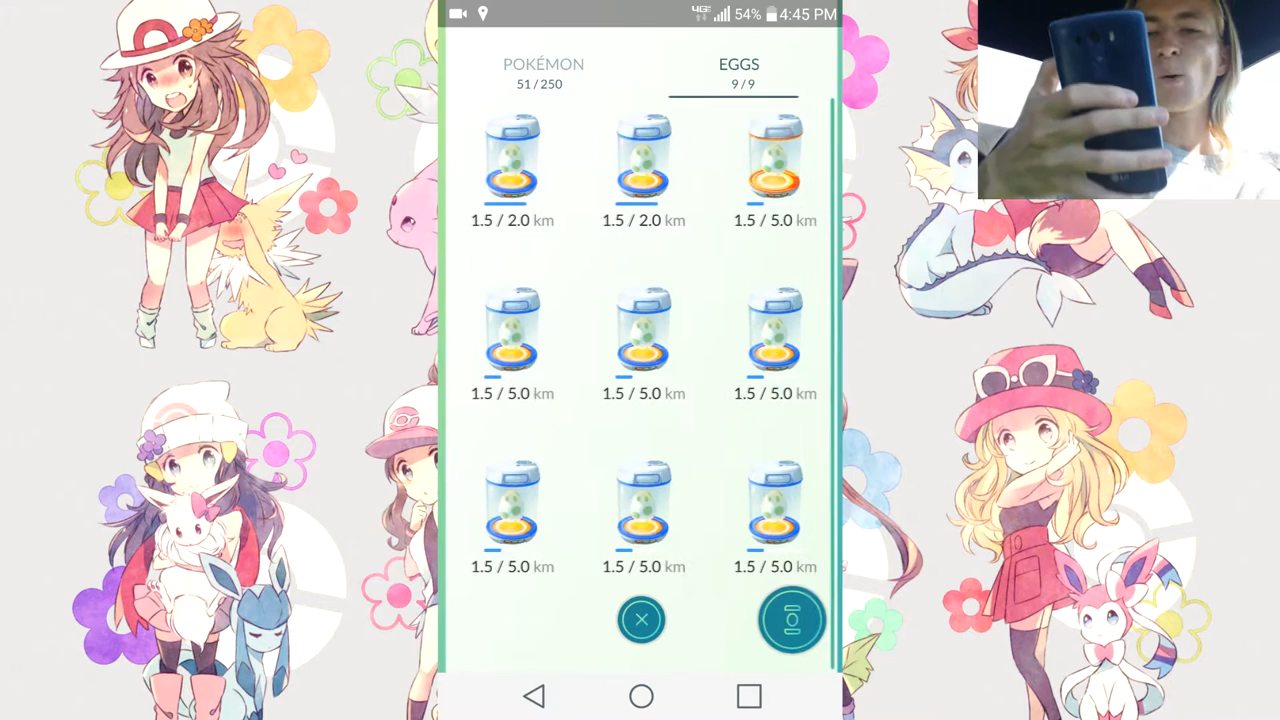 4GE 54% 4:45 PM
POKÉMON EGGS
51 / 250 9 / 9
1.5 / 2.0 km 1.5 / 2.0 km 1.5 / 5.0 km
1.5 / 5.0 km 1.5 / 5.0 km 1.5 / 5.0 km
1.5 / 5.0 km 1.5 / 5.0 km 1.5 / 5.0 km
LG